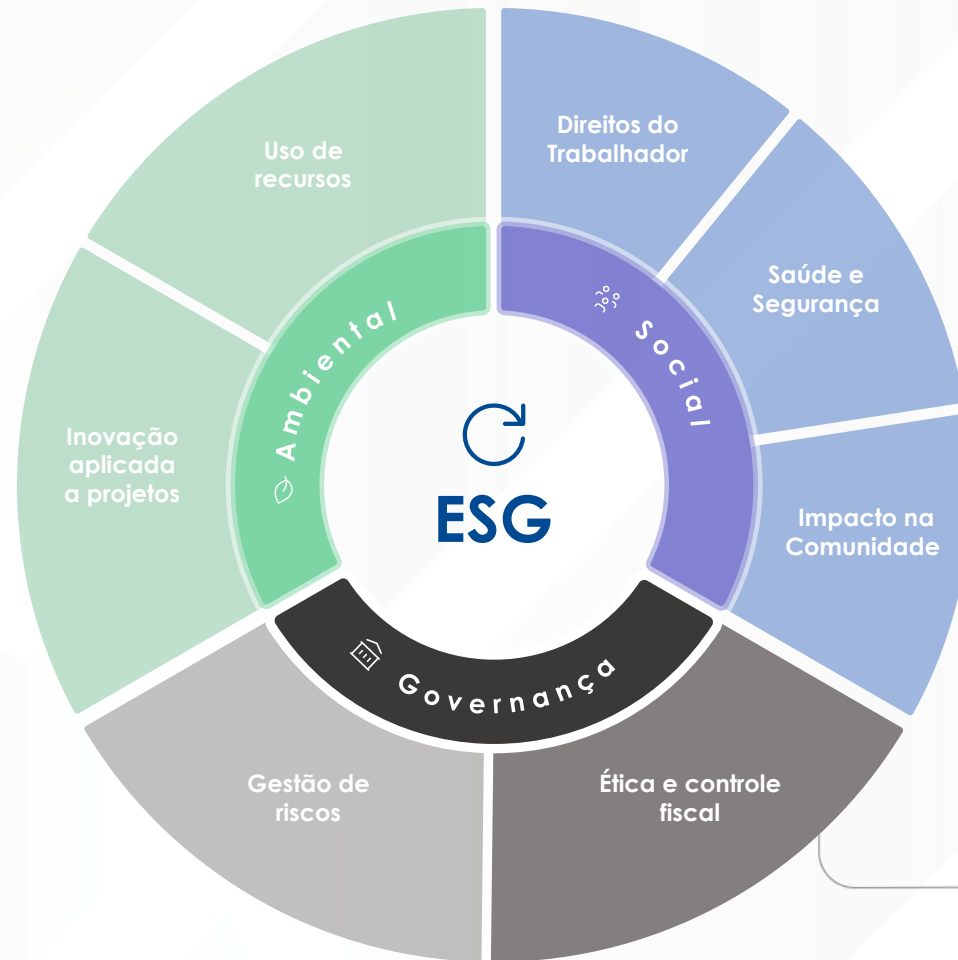 Uso de
recursos
Direitos do
Trabalhador
Saúde e
Segurança
Ambiental
Social
Inovação
aplicada
a projetos
ESG
Impacto na
Comunidade
Governança
Gestão de
riscos
Ética e controle
fiscal